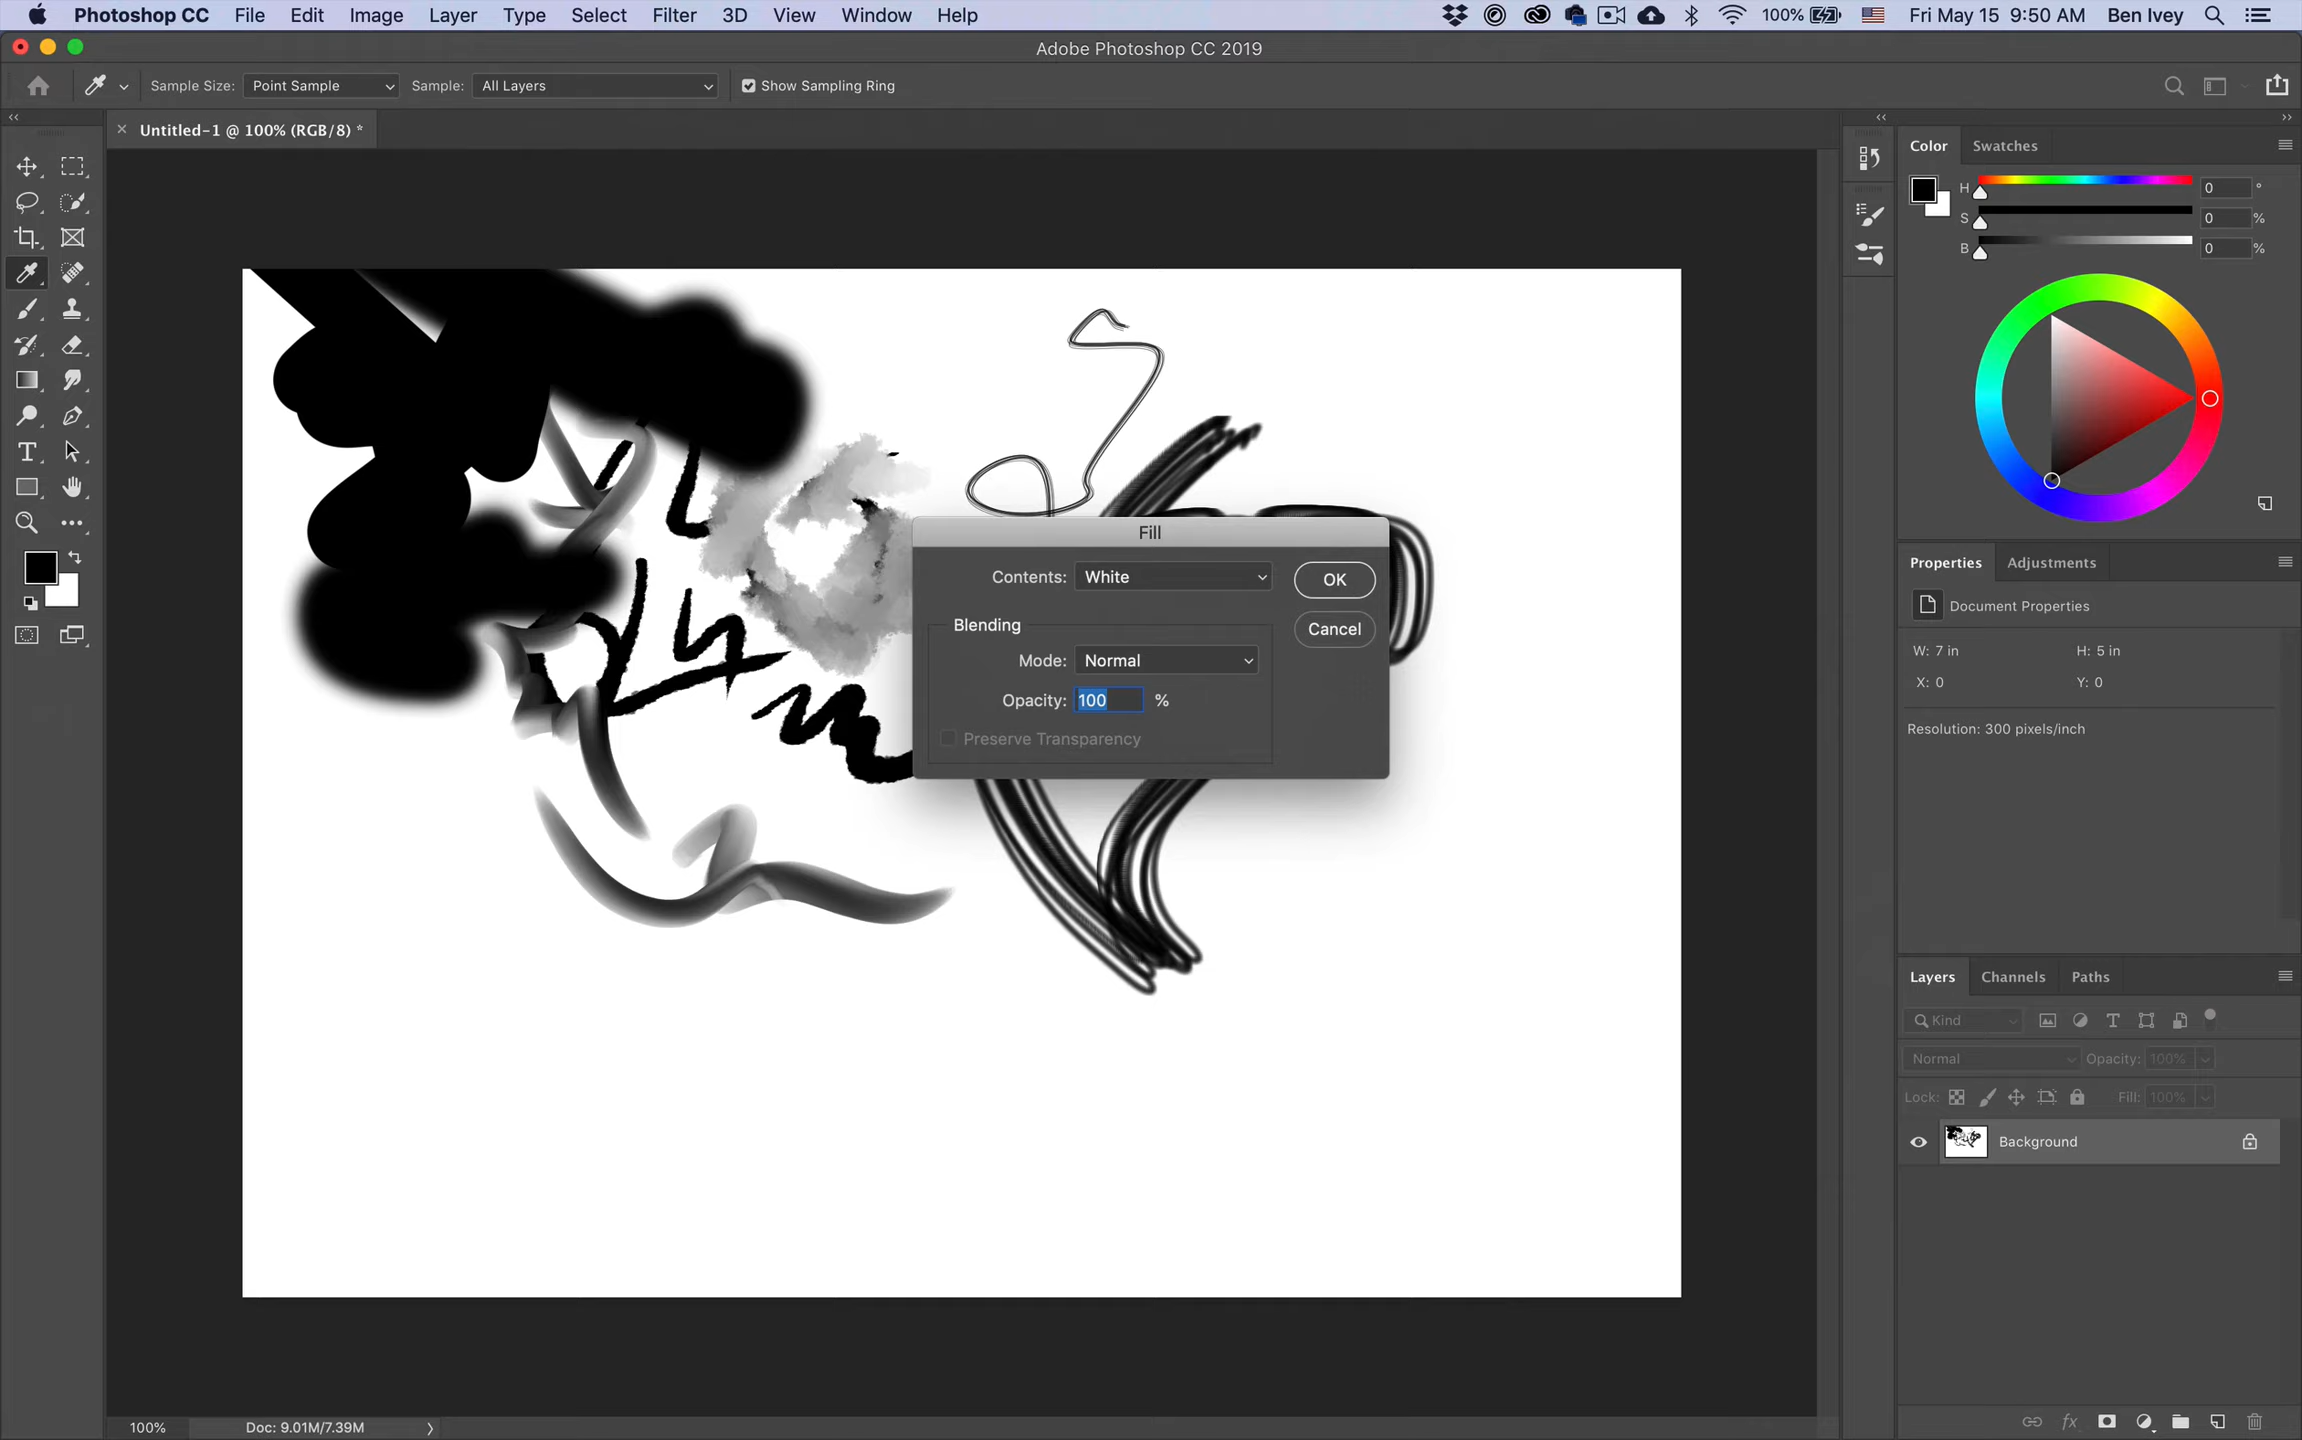 Photoshop CC File Edit Image Layer Type Select Filter 3D View Window Help 100% Fri May 15 9:50 AM Ben Ivey
Adobe Photoshop CC 2019
Sample Size: Point Sample Sample: All Layers Show Sampling Ring
Untitled-1 @ 100% (RGB/8) *
Color Swatches
H 0 °
S 0 %
B 0 %
Fill
Contents: White OK
Blending Cancel
Mode: Normal
Opacity: 100 %
Preserve Transparency
Properties Adjustments
Document Properties
W: 7 in H: 5 in
X: 0 Y: 0
Resolution: 300 pixels/inch
Layers Channels Paths
Kind
Normal Opacity: 100%
Lock: Fill: 100%
Background
fx
100% Doc: 9.01M/7.39M